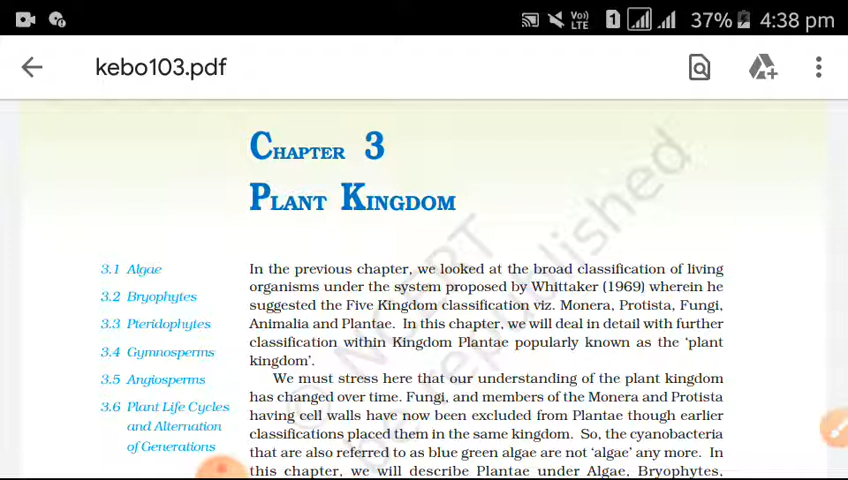 Vo)) LTE 1 37% 4:38 pm
kebo103.pdf
CHAPTER 3
PLANT KINGDOM
3.1 Algae
3.2 Bryophytes
3.3 Pteridophytes
3.4 Gymnosperms
3.5 Angiosperms
3.6 Plant Life Cycles
and Alternation
of Generations
In the previous chapter, we looked at the broad classification of living
organisms under the system proposed by Whittaker (1969) wherein he
suggested the Five Kingdom classification viz. Monera, Protista, Fungi,
Animalia and Plantae. In this chapter, we will deal in detail with further
classification within Kingdom Plantae popularly known as the ‘plant
kingdom’.
We must stress here that our understanding of the plant kingdom
has changed over time. Fungi, and members of the Monera and Protista
having cell walls have now been excluded from Plantae though earlier
classifications placed them in the same kingdom. So, the cyanobacteria
that are also referred to as blue green algae are not ‘algae’ any more. In
this chapter, we will describe Plantae under Algae, Bryophytes,
© NCERT
be republished